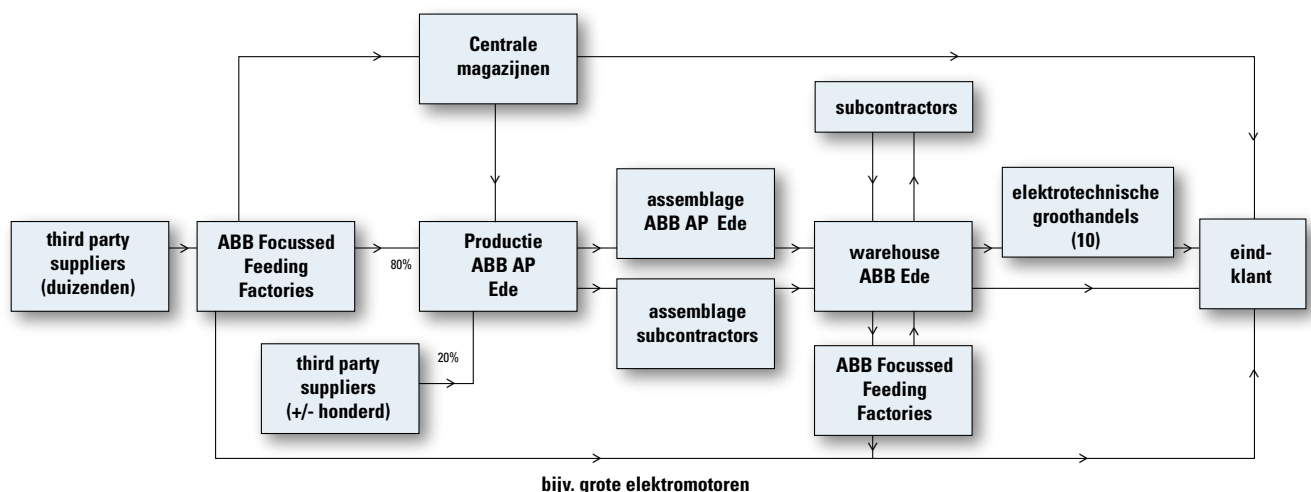 Centrale
magazijnen
subcontractors
third party
suppliers
(duizenden)
ABB Focussed
Feeding
Factories
80%
Productie
ABB AP
Ede
assemblage
ABB AP Ede
assemblage
subcontractors
warehouse
ABB Ede
elektrotechnische
groothandels
(10)
eind-
klant
third party
suppliers
(+/- honderd)
20%
ABB Focussed
Feeding
Factories
bijv. grote elektromotoren